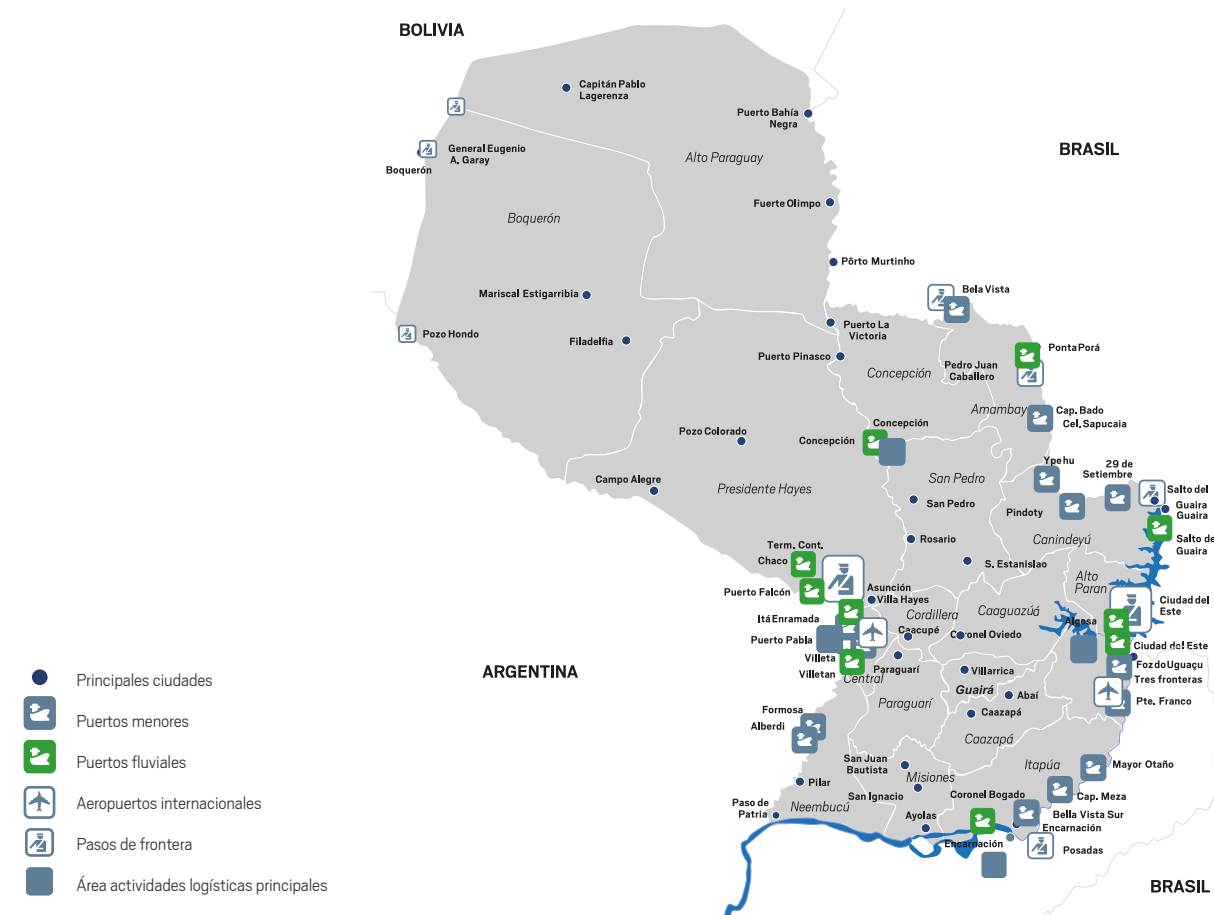 BOLIVIA
Capitán Pablo
Lagerenza
Puerto Bahía
Negra
BRASIL
General Eugenio
A. Garay
Boquerón
Alto Paraguay
Boquerón
Fuerte Olimpo
Pôrto Murtinho
Mariscal Estigarribia
Bela Vista
Pozo Hondo
Filadelfia
Puerto La
Victoria
Puerto Pinasco
Ponta Porá
Pedro Juan
Caballero
Concepción
Amambay
Cap. Bado
Cel. Sapucaia
Concepción
Concepción
Pozo Colorado
Ypehu
29 de
Setiembre
Campo Alegre
Presidente Hayes
San Pedro
San Pedro
Salto del
Guaira
Guaira
Pindoty
Rosario
Canindeyú
Salto de
Guaira
Term. Cont.
Chaco
S. Estanislao
Alto
Paran
Puerto Falcón
Asunción
Villa Hayes
Cordillera
Caaguazúá
Ciudad del
Este
Itá Enramada
Algesa
Puerto Pabla
Caacupé
Coronel Oviedo
Ciudad del Este
Villeta
Villetan
Paraguarí
Central
Villarrica
Foz do Uguaçu
Tres fronteras
ARGENTINA
Guairá
Abaí
Pte. Franco
Paraguarí
Caazapá
Formosa
Alberdi
Caazapá
San Juan
Bautista
Misiones
Itapúa
Mayor Otaño
Pilar
San Ignacio
Coronel Bogado
Cap. Meza
Paso de
Patria
Neembucú
Ayolas
Bella Vista Sur
Encarnación
Encarnación
Posadas
BRASIL
Principales ciudades
Puertos menores
Puertos fluviales
Aeropuertos internacionales
Pasos de frontera
Área actividades logísticas principales